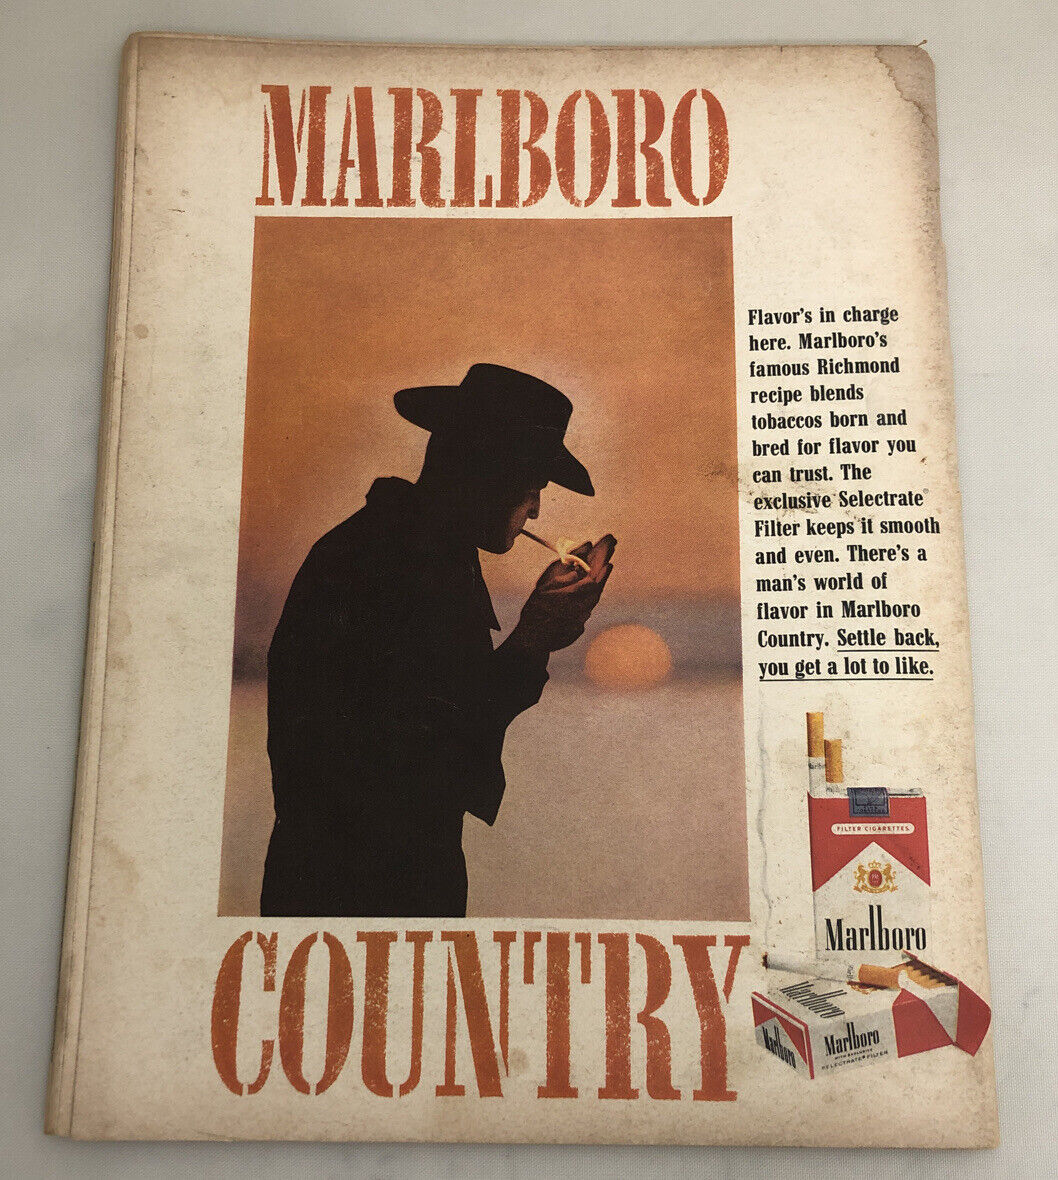 MARLBORO
Flavor's in charge
here. Marlboro's
famous Richmond
recipe blends
tobaccos born and
bred for flavor you
can trust. The
exclusive Selectrate®
Filter keeps it smooth
and even. There's a
man's world of
flavor in Marlboro
Country. Settle back,
you get a lot to like.
FILTER CIGARETTES
Marlboro
Marlboro
Marlboro
Marlboro
SELECTRATE® FILTER
COUNTRY